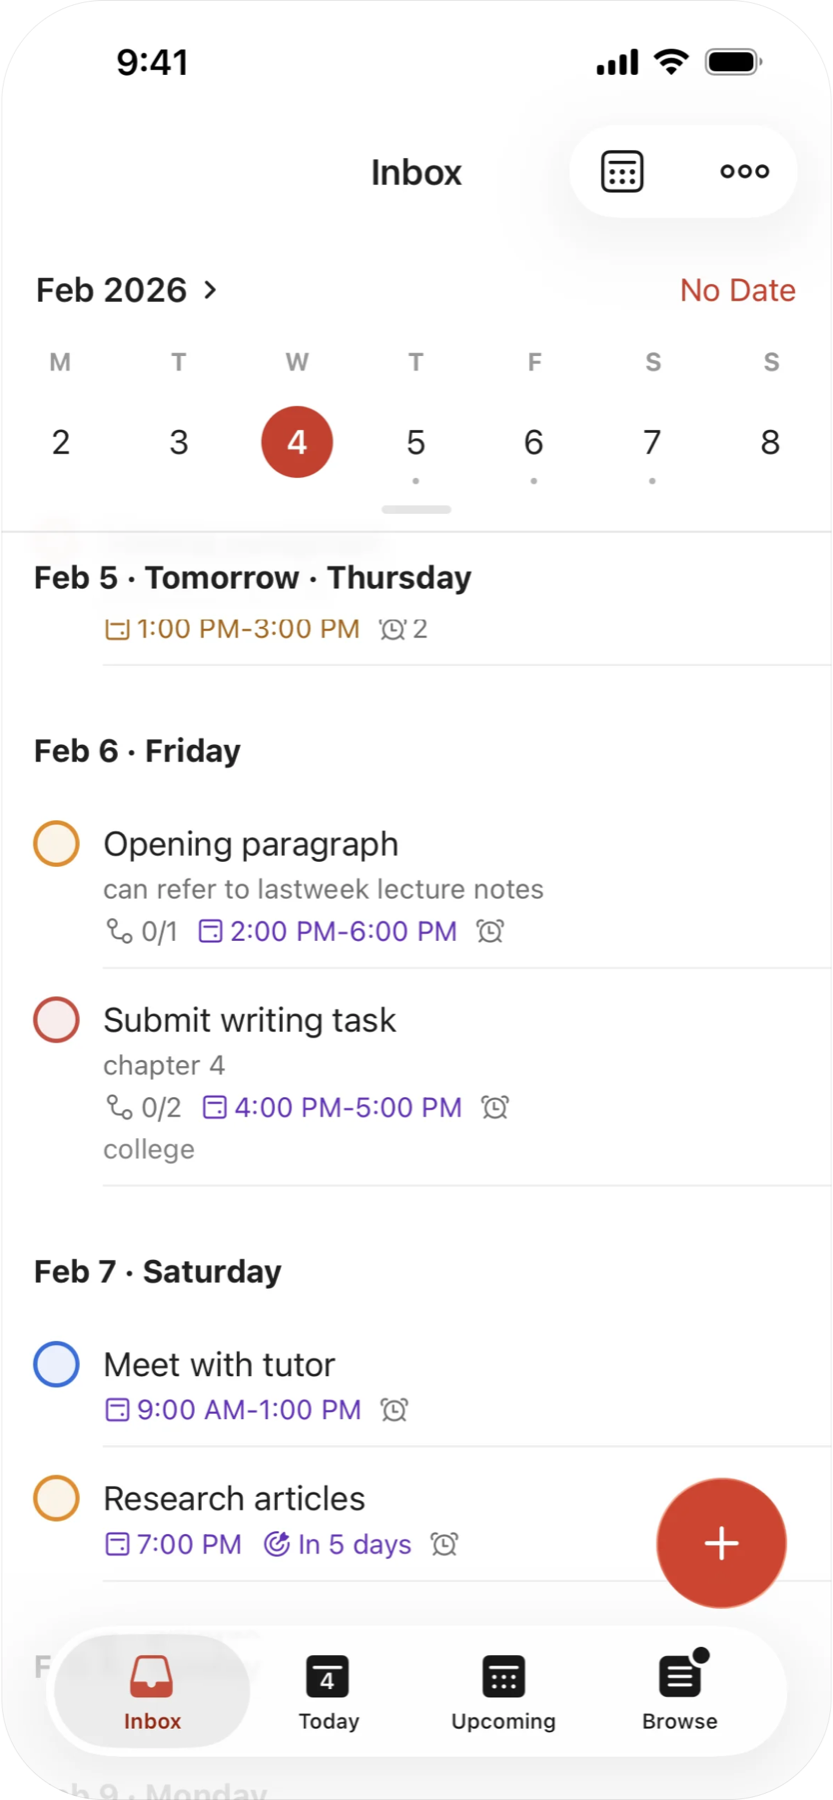 9:41
Inbox
Feb 2026
No Date
M T W T F S S
2 3 4 5 6 7 8
Feb 5 · Tomorrow · Thursday
1:00 PM-3:00 PM 2
Feb 6 · Friday
Opening paragraph
can refer to lastweek lecture notes
0/1 2:00 PM-6:00 PM
Submit writing task
chapter 4
0/2 4:00 PM-5:00 PM
college
Feb 7 · Saturday
Meet with tutor
9:00 AM-1:00 PM
Research articles
7:00 PM In 5 days
4
Inbox Today Upcoming Browse
9 · Monday